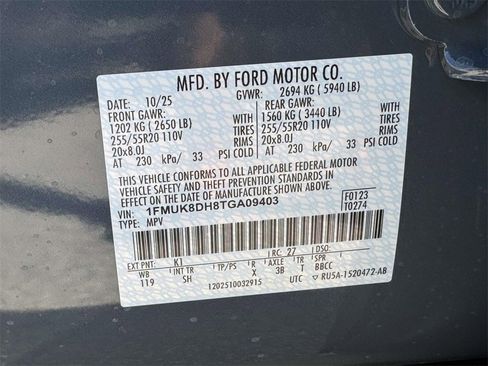 MFD. BY FORD MOTOR CO.
DATE: 10/25 GVWR: 2694 KG ( 5940 LB)
FRONT GAWR: REAR GAWR:
1202 KG ( 2650 LB) WITH 1560 KG ( 3440 LB) WITH
255/55R20 110V TIRES 255/55R20 110V TIRES
20x8.0J RIMS 20x8.0J RIMS
AT 230 kPa/ 33 PSI COLD AT 230 kPa/ 33 PSI COLD
THIS VEHICLE CONFORMS TO ALL APPLICABLE FEDERAL MOTOR
VEHICLE SAFETY, BUMPER, AND THEFT PREVENTION STANDARDS IN
EFFECT ON THE DATE OF MANUFACTURE SHOWN ABOVE.
VIN: 1FMUK8DH8TGA09403 F0123
TYPE: MPV T0274
EXT PNT: K1 RC: 27 DSO:
WB INT TR TP/PS R AXLE TR
119 SH X 3B T BBCC
1202510032915 UTC RU5A-1520472-AB